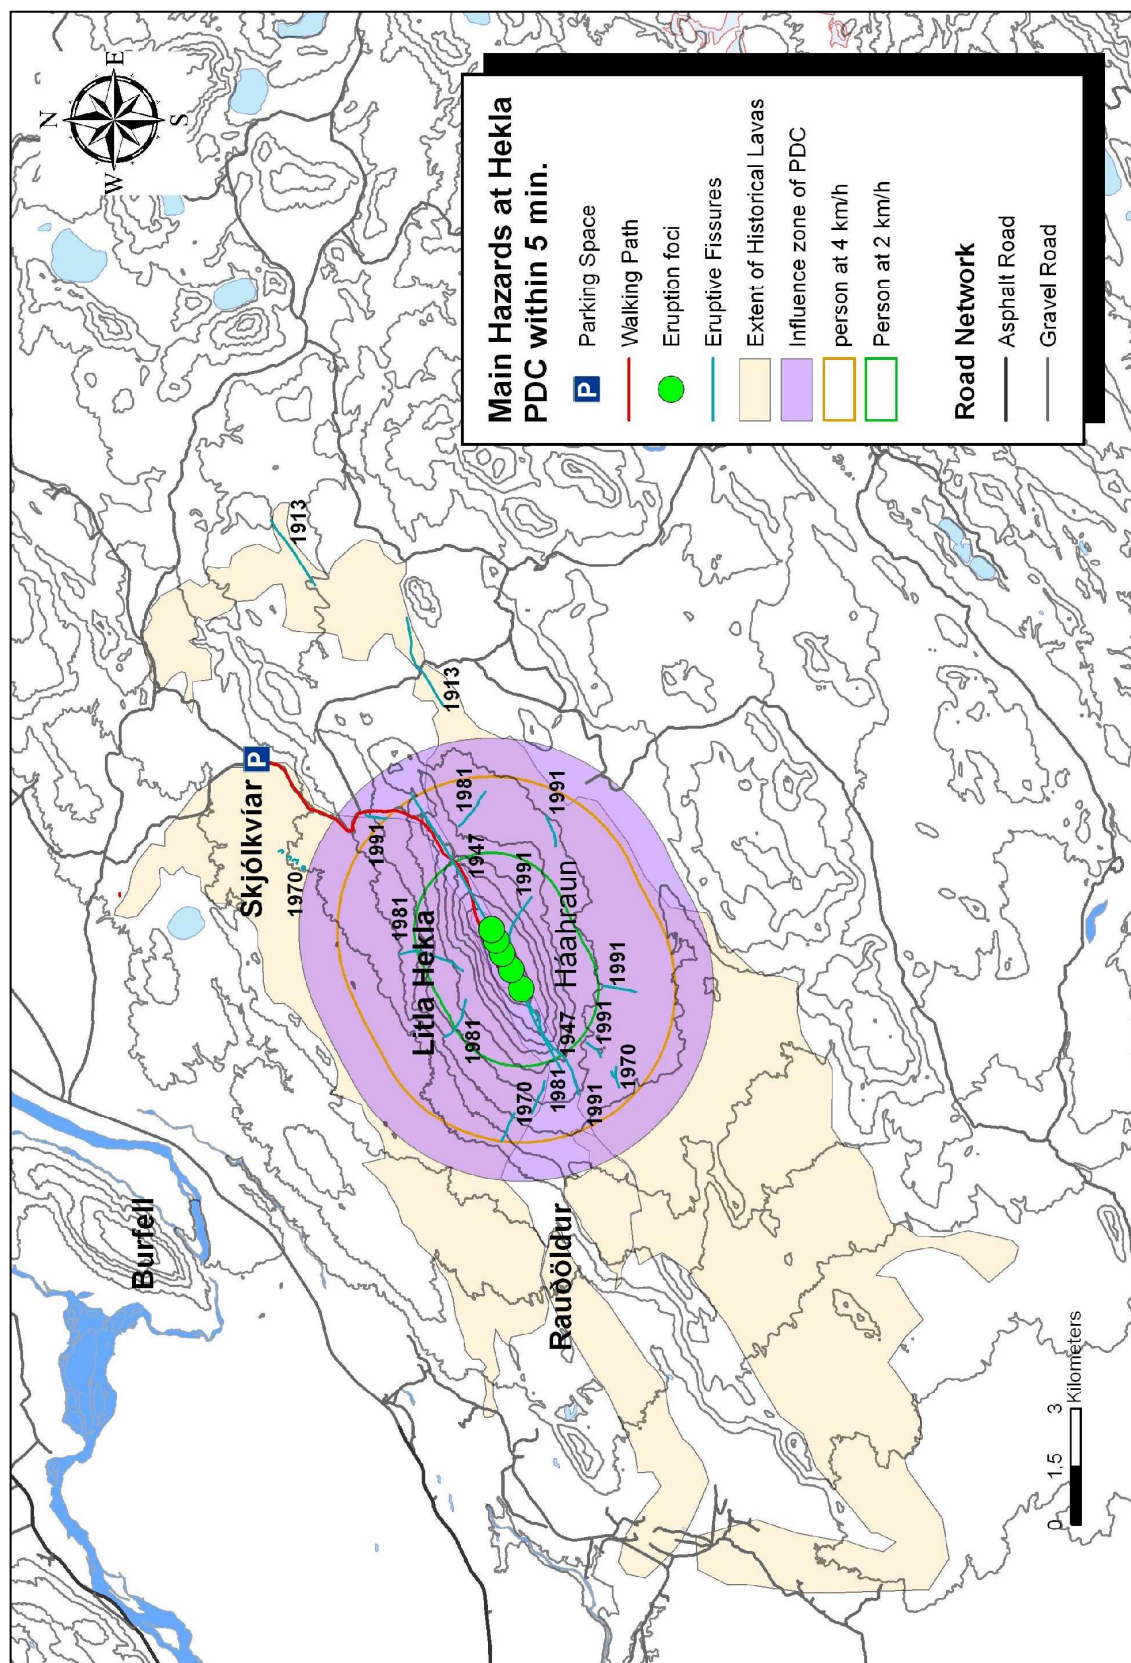 N
E
S
W
Main Hazards at Hekla
PDC within 5 min.
P Parking Space
Walking Path
Eruption foci
Eruptive Fissures
Extent of Historical Lavas
Influence zone of PDC
person at 4 km/h
Person at 2 km/h
Road Network
Asphalt Road
Gravel Road
Burfell
Skjólkvíar
P
1913
1913
1970
1991
1981
1981
1947
Litla Hekla
1991
1981
1991
Háahraun
1970
1981
1947
1991
1991
1991
1970
Rauðöldur
0 1,5 3
Kilometers